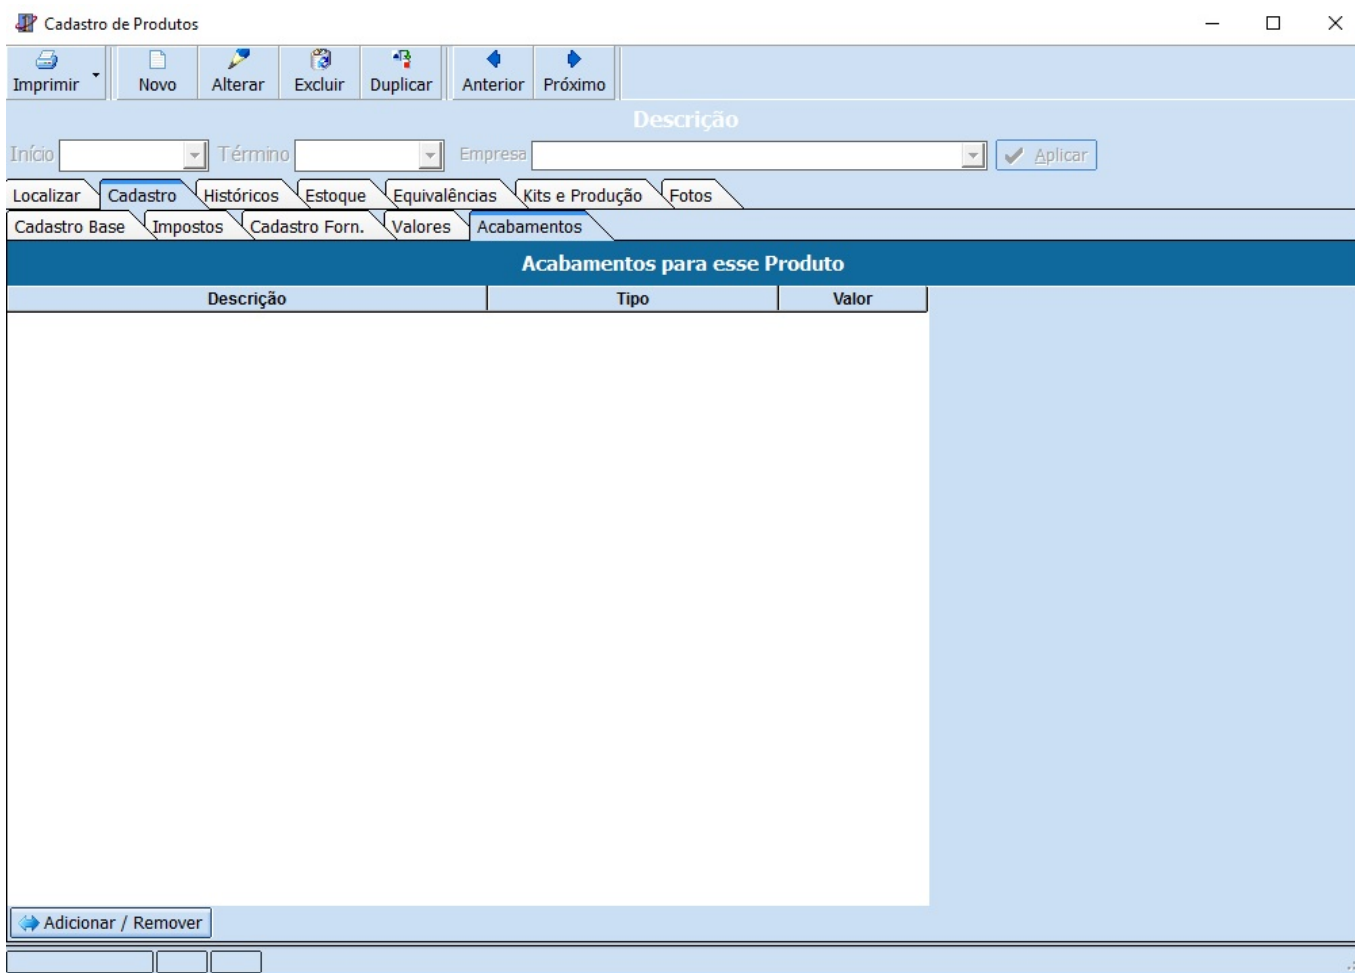 Cadastro de Produtos
Imprimir Novo Alterar Excluir Duplicar Anterior Próximo
Descrição
Início Término Empresa Aplicar
Localizar Cadastro Históricos Estoque Equivalências Kits e Produção Fotos
Cadastro Base Impostos Cadastro Forn. Valores Acabamentos
Acabamentos para esse Produto
Descrição Tipo Valor
Adicionar / Remover